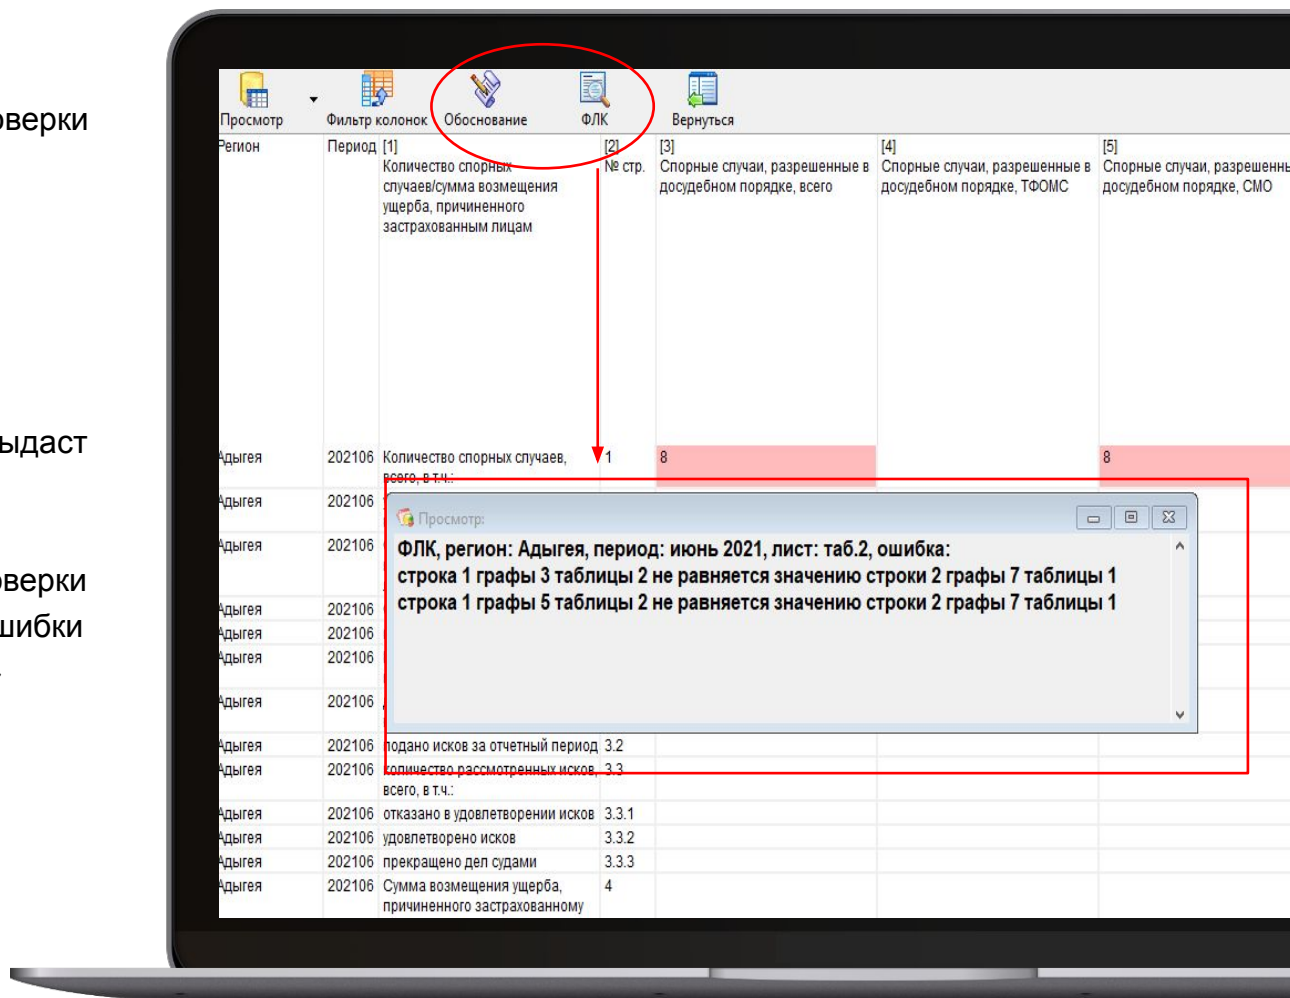 оверки
ыдаст
оверки
шибки
Просмотр
Фильтр колонок
Обоснование
ФЛК
Вернуться
Регион
Период
[1]
Количество спорных
случаев/сумма возмещения
ущерба, причиненного
застрахованным лицам
[2]
№ стр.
[3]
Спорные случаи, разрешенные в
досудебном порядке, всего
[4]
Спорные случаи, разрешенные в
досудебном порядке, ТФОМС
[5]
Спорные случаи, разрешенны
досудебном порядке, СМО
Адыгея 202106 Количество спорных случаев, 1 8 8
всего, в т.ч.:
Адыгея 202106
Просмотр:
Адыгея 202106
ФЛК, регион: Адыгея, период: июнь 2021, лист: таб.2, ошибка:
строка 1 графы 3 таблицы 2 не равняется значению строки 2 графы 7 таблицы 1
строка 1 графы 5 таблицы 2 не равняется значению строки 2 графы 7 таблицы 1
Адыгея 202106
Адыгея 202106
Адыгея 202106
Адыгея 202106
Адыгея 202106 подано исков за отчетный период 3.2
Адыгея 202106 количество рассмотренных исков, 3.3
всего, в т.ч.:
Адыгея 202106 отказано в удовлетворении исков 3.3.1
Адыгея 202106 удовлетворено исков 3.3.2
Адыгея 202106 прекращено дел судами 3.3.3
Адыгея 202106 Сумма возмещения ущерба, 4
причиненного застрахованному